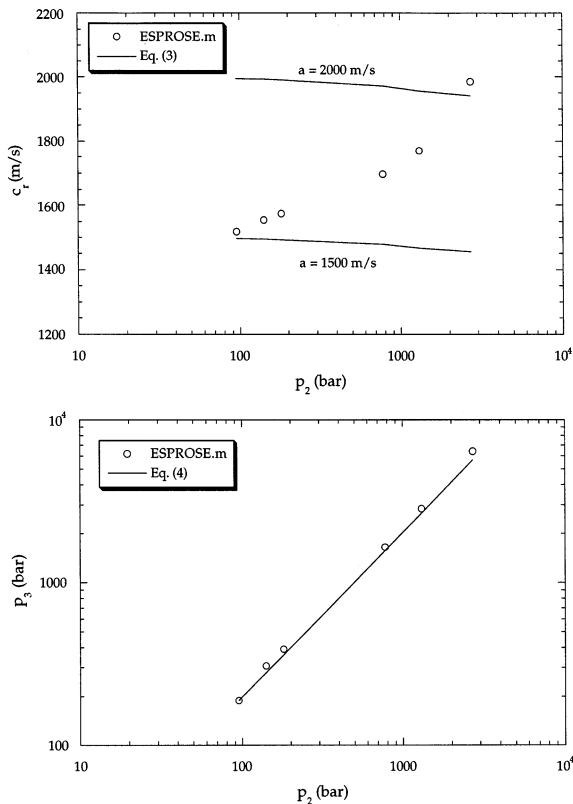 2200
ESPROSE.m
Eq. (3)
2000
a = 2000 m/s
1800
c_r (m/s)
1600
1400
a = 1500 m/s
1200
10
100
1000
10^4
p_2 (bar)
10^4
ESPROSE.m
Eq. (4)
p_3 (bar)
1000
100
10
100
1000
10^4
p_2 (bar)